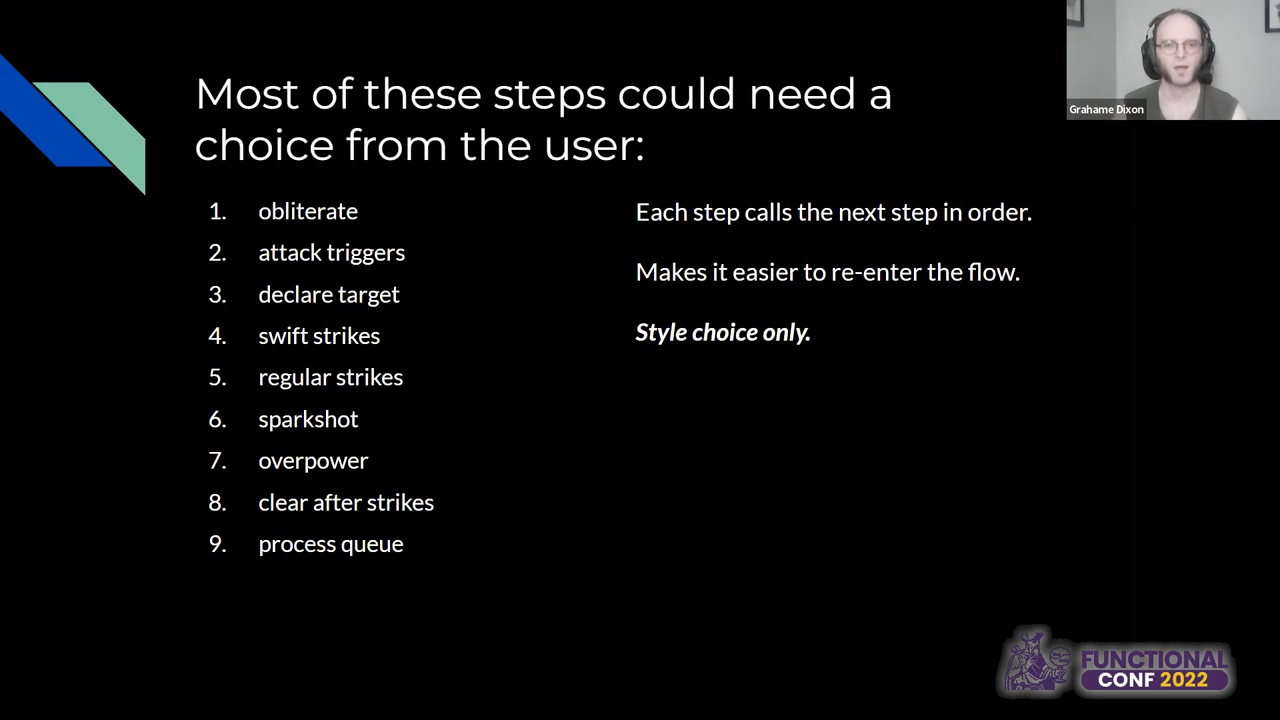 Most of these steps could need a
choice from the user:
1. obliterate
2. attack triggers
3. declare target
4. swift strikes
5. regular strikes
6. sparkshot
7. overpower
8. clear after strikes
9. process queue
Each step calls the next step in order.
Makes it easier to re-enter the flow.
Style choice only.
Grahame Dixon
FUNCTIONAL
CONF 2022